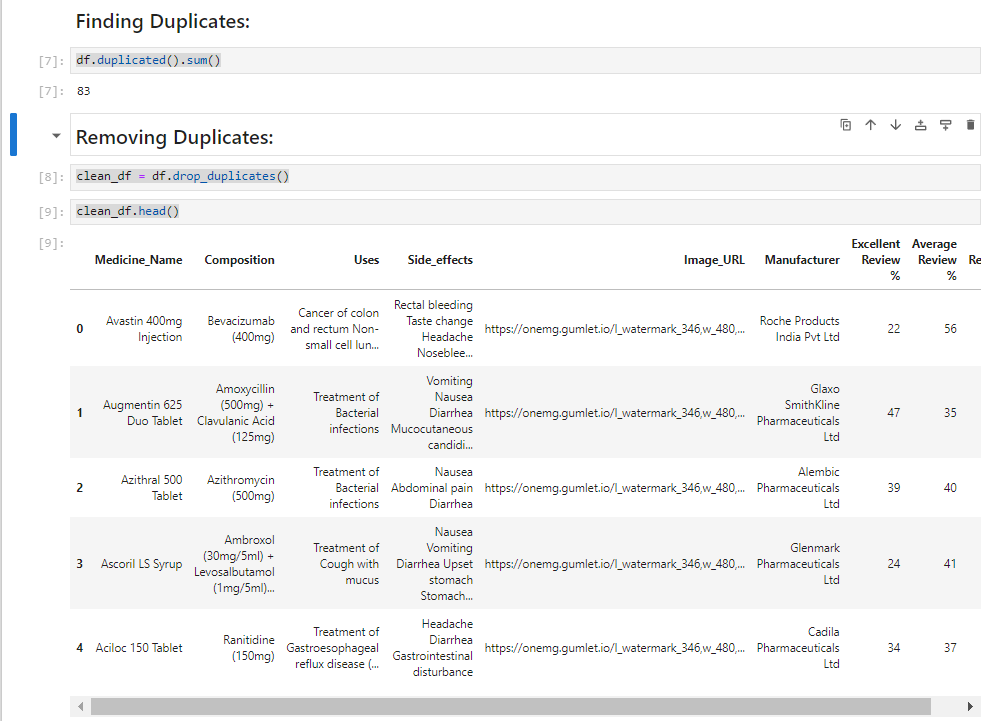 Finding Duplicates:
[7]: df.duplicated().sum()
[7]: 83
Removing Duplicates:
[8]: clean_df = df.drop_duplicates()
[9]: clean_df.head()
[9]:
Medicine_Name Composition Uses Side_effects Image_URL Manufacturer Excellent Review % Average Review % Re
0 Avastin 400mg Injection Bevacizumab (400mg) Cancer of colon and rectum Non-small cell lun... Rectal bleeding Taste change Headache Noseblee... https://onemg.gumlet.io/l_watermark_346,w_480,... Roche Products India Pvt Ltd 22 56
1 Augmentin 625 Duo Tablet Amoxycillin (500mg) + Clavulanic Acid (125mg) Treatment of Bacterial infections Vomiting Nausea Diarrhea Mucocutaneous candidi... https://onemg.gumlet.io/l_watermark_346,w_480,... Glaxo SmithKline Pharmaceuticals Ltd 47 35
2 Azithral 500 Tablet Azithromycin (500mg) Treatment of Bacterial infections Nausea Abdominal pain Diarrhea https://onemg.gumlet.io/l_watermark_346,w_480,... Alembic Pharmaceuticals Ltd 39 40
3 Ascoril LS Syrup Ambroxol (30mg/5ml) + Levosalbutamol (1mg/5ml)... Treatment of Cough with mucus Nausea Vomiting Diarrhea Upset stomach Stomach... https://onemg.gumlet.io/l_watermark_346,w_480,... Glenmark Pharmaceuticals Ltd 24 41
4 Aciloc 150 Tablet Ranitidine (150mg) Treatment of Gastroesophageal reflux disease (... Headache Diarrhea Gastrointestinal disturbance https://onemg.gumlet.io/l_watermark_346,w_480,... Cadila Pharmaceuticals Ltd 34 37